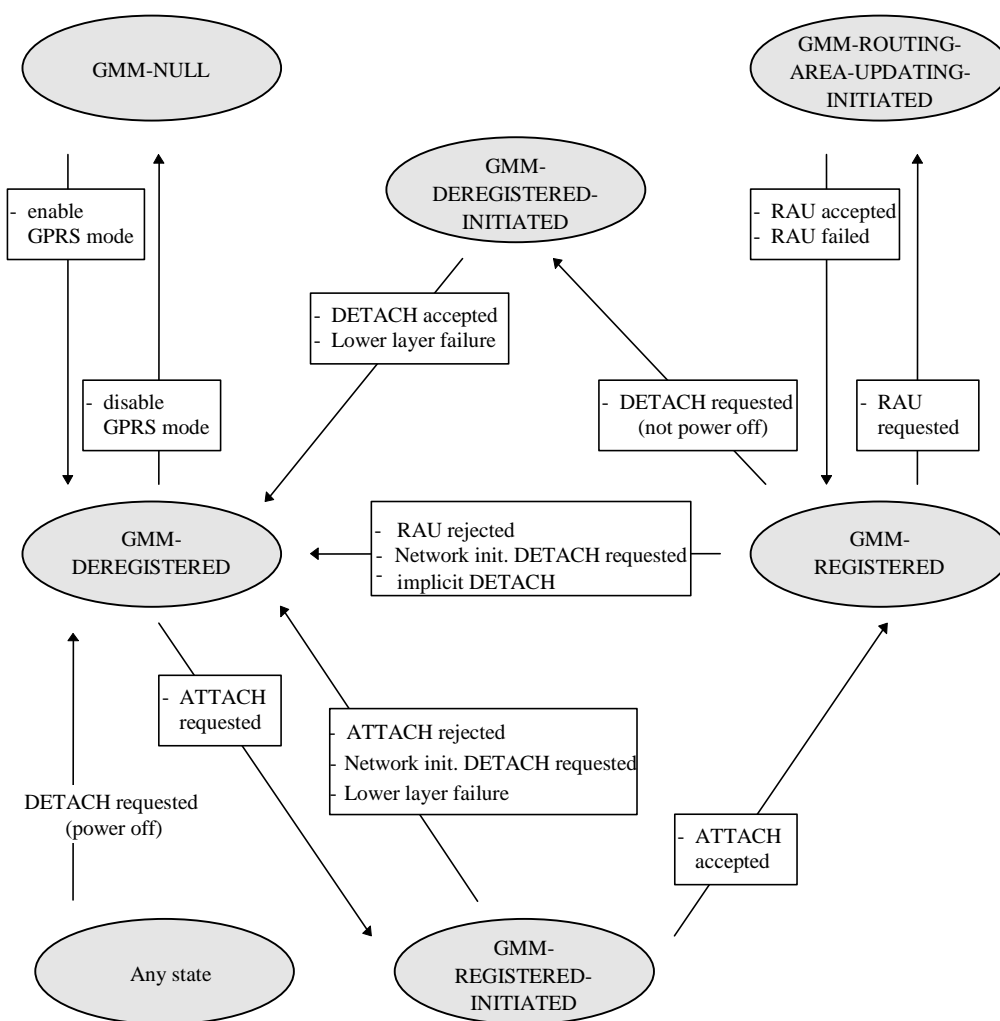 GMM-NULL
GMM-ROUTING-
AREA-UPDATING-
INITIATED
GMM-
DEREGISTERED-
INITIATED
- enable
GPRS mode
- RAU accepted
- RAU failed
- DETACH accepted
- Lower layer failure
- disable
GPRS mode
- DETACH requested
(not power off)
- RAU
requested
GMM-
DEREGISTERED
- RAU rejected
- Network init. DETACH requested
- implicit DETACH
GMM-
REGISTERED
- ATTACH
requested
- ATTACH rejected
- Network init. DETACH requested
- Lower layer failure
DETACH requested
(power off)
- ATTACH
accepted
Any state
GMM-
REGISTERED-
INITIATED